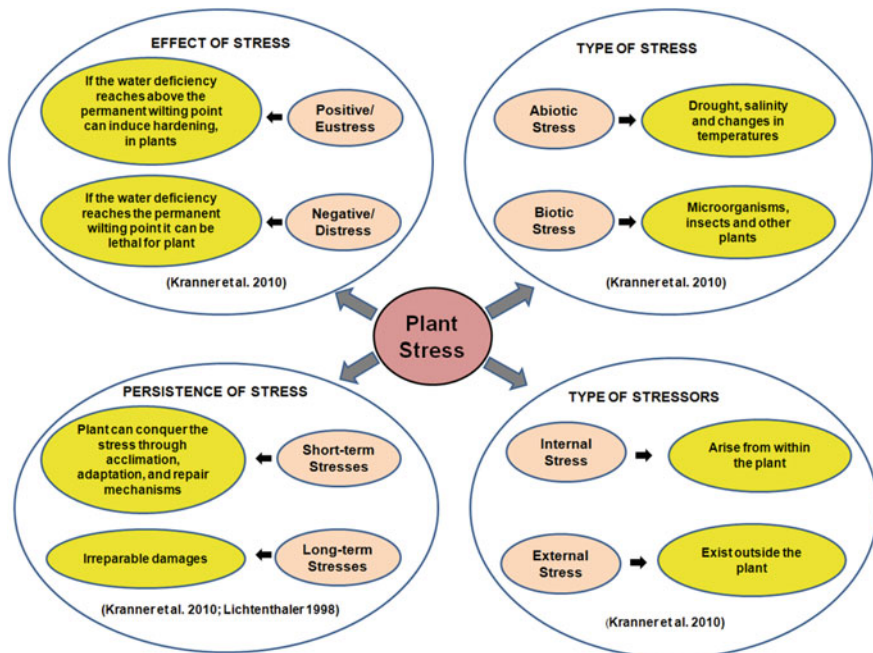 EFFECT OF STRESS
If the water deficiency
reaches above the
permanent wilting point
can induce hardening,
in plants
Positive/
Eustress
If the water deficiency
reaches the permanent
wilting point it can be
lethal for plant
Negative/
Distress
(Kranner et al. 2010)
TYPE OF STRESS
Abiotic
Stress
Drought, salinity
and changes in
temperatures
Biotic
Stress
Microorganisms,
insects and other
plants
(Kranner et al. 2010)
Plant
Stress
PERSISTENCE OF STRESS
Plant can conquer the
stress through
acclimation,
adaptation, and repair
mechanisms
Short-term
Stresses
Irreparable damages
Long-term
Stresses
(Kranner et al. 2010; Lichtenthaler 1998)
TYPE OF STRESSORS
Internal
Stress
Arise from within
the plant
External
Stress
Exist outside the
plant
(Kranner et al. 2010)